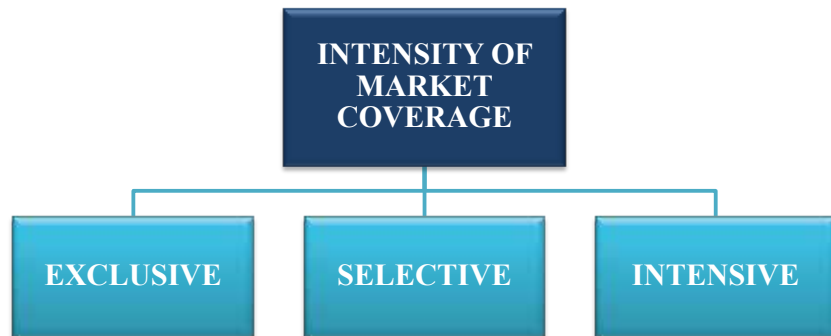 INTENSITY OF
MARKET
COVERAGE
EXCLUSIVE
SELECTIVE
INTENSIVE